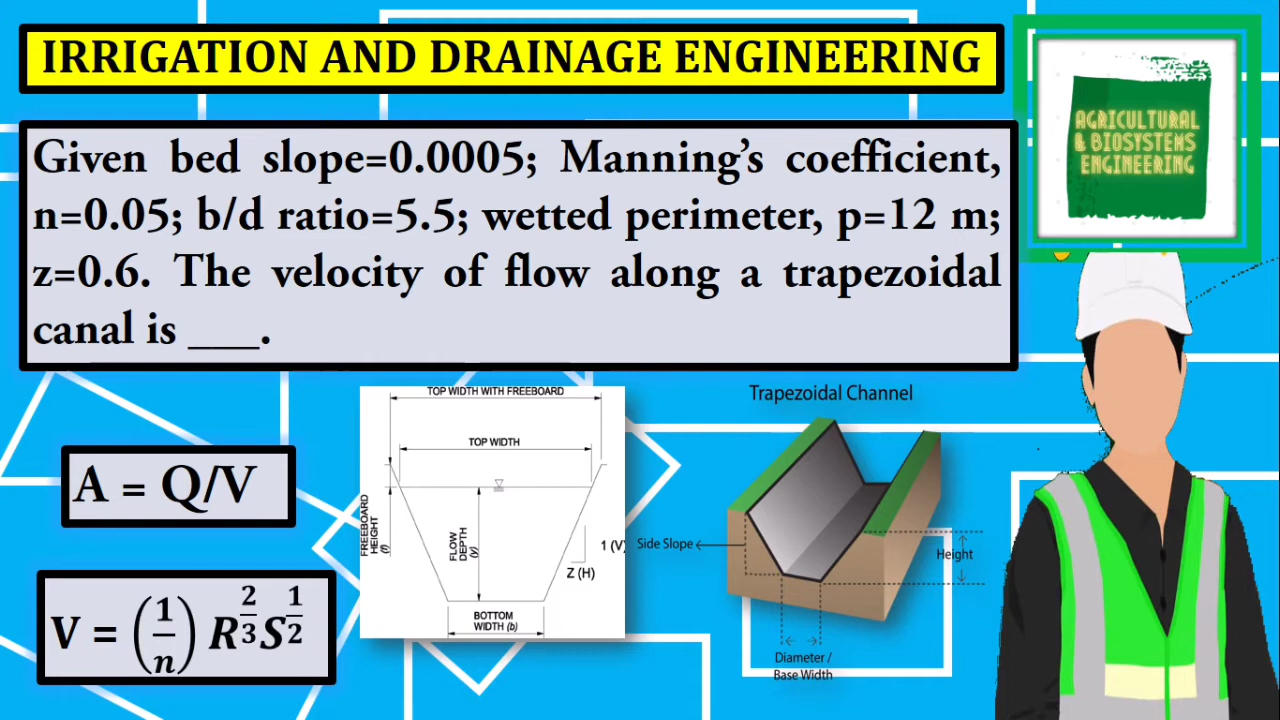 IRRIGATION AND DRAINAGE ENGINEERING
AGRICULTURAL
& BIOSYSTEMS
ENGINEERING
Given bed slope=0.0005; Manning’s coefficient,
n=0.05; b/d ratio=5.5; wetted perimeter, p=12 m;
z=0.6. The velocity of flow along a trapezoidal
canal is ___.
A = Q/V
V = (1/n) R^2/3 S^1/2
TOP WIDTH WITH FREEBOARD
TOP WIDTH
FREEBOARD
HEIGHT (f)
FLOW
DEPTH
(y)
1 (V)
Z (H)
BOTTOM
WIDTH (b)
Trapezoidal Channel
Side Slope
Height
Diameter /
Base Width